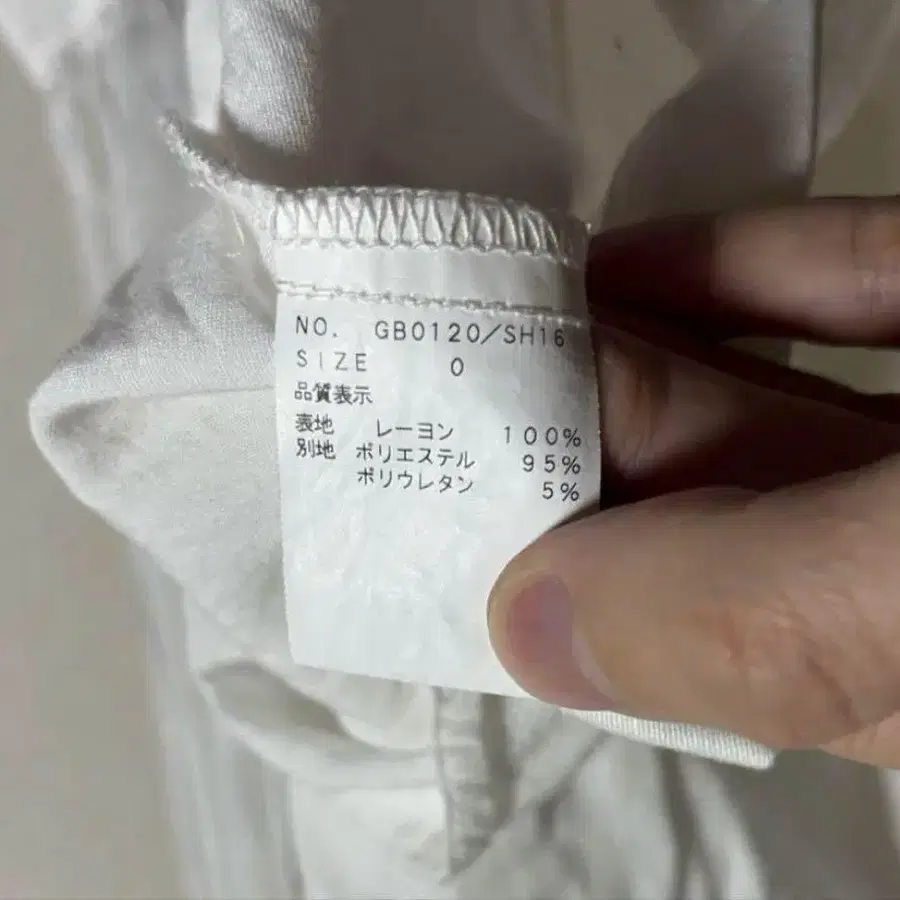 NO. GB0120/SH16
SIZE 0
品質表示
表地 レーヨン 100%
別地 ポリエステル 95%
ポリウレタン 5%